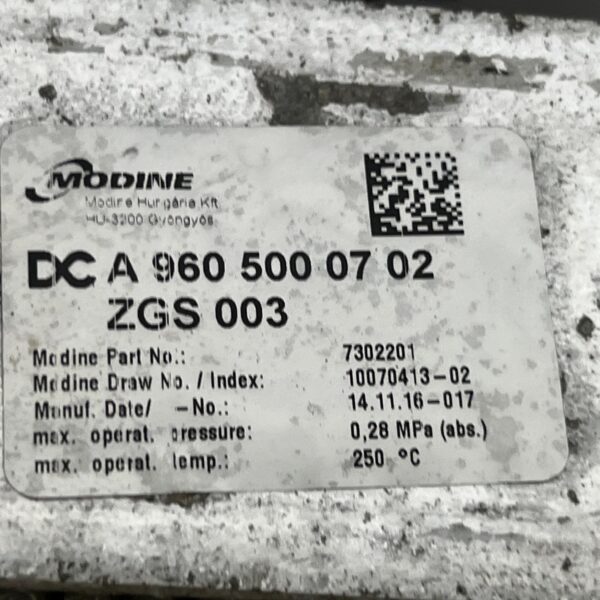 MODINE
Modine Hungária Kft.
HU-3200 Gyöngyös
DC A 960 500 07 02
ZGS 003
Modine Part No.: 7302201
Modine Draw No. / Index: 10070413-02
Manuf. Date/ -No.: 14.11.16-017
max. operat. pressure: 0,28 MPa (abs.)
max. operat. temp.: 250 °C